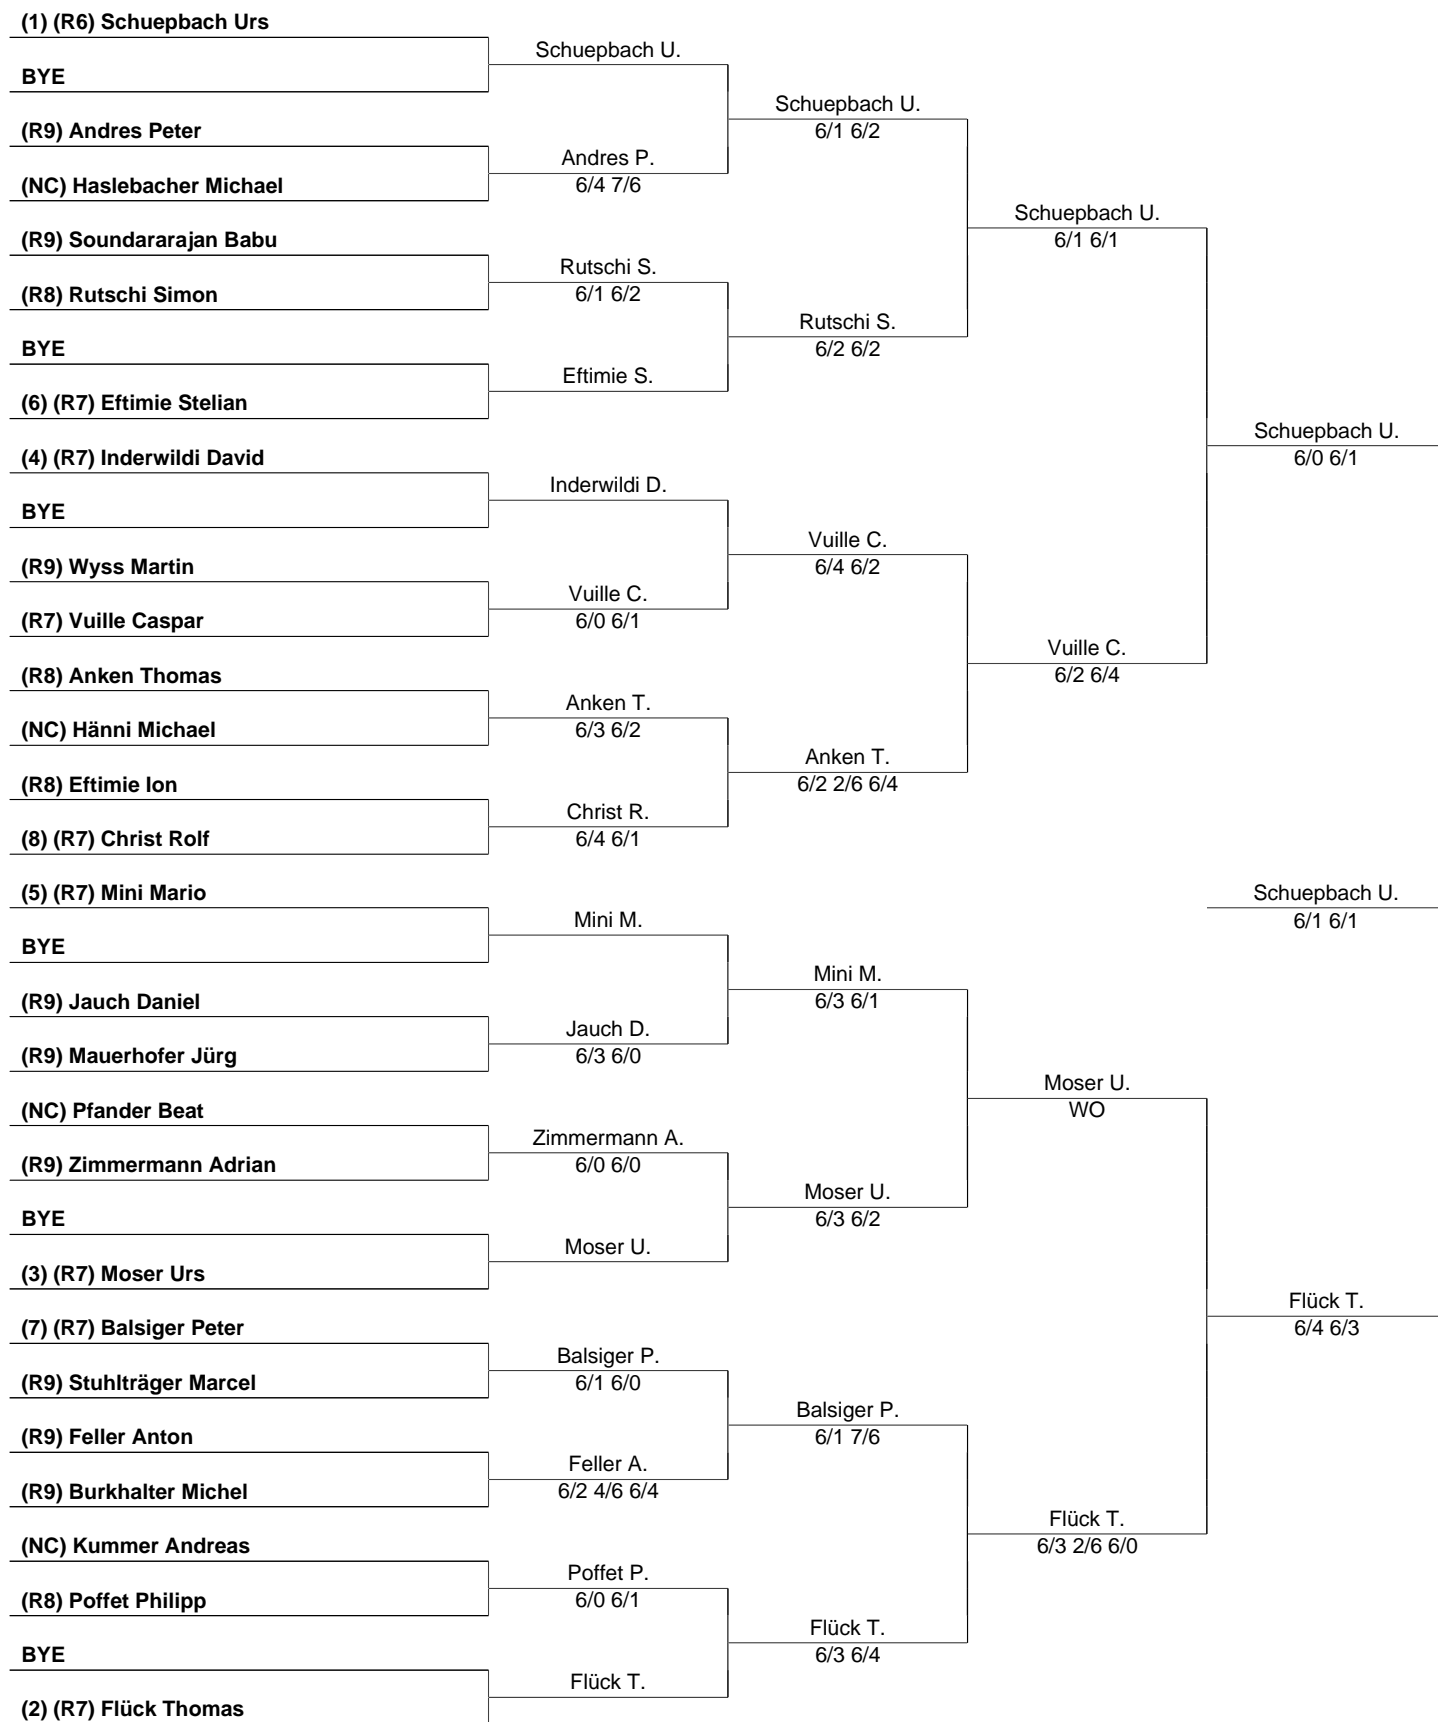 (1) (R6) Schuepbach Urs
BYE
(R9) Andres Peter
(NC) Haslebacher Michael
(R9) Soundararajan Babu
(R8) Rutschi Simon
BYE
(6) (R7) Eftimie Stelian
(4) (R7) Inderwildi David
BYE
(R9) Wyss Martin
(R7) Vuille Caspar
(R8) Anken Thomas
(NC) Hänni Michael
(R8) Eftimie Ion
(8) (R7) Christ Rolf
(5) (R7) Mini Mario
BYE
(R9) Jauch Daniel
(R9) Mauerhofer Jürg
(NC) Pfander Beat
(R9) Zimmermann Adrian
BYE
(3) (R7) Moser Urs
(7) (R7) Balsiger Peter
(R9) Stuhlträger Marcel
(R9) Feller Anton
(R9) Burkhalter Michel
(NC) Kummer Andreas
(R8) Poffet Philipp
BYE
(2) (R7) Flück Thomas
Schuepbach U.
Andres P.
6/4 7/6
Rutschi S.
6/1 6/2
Eftimie S.
Inderwildi D.
Vuille C.
6/0 6/1
Anken T.
6/3 6/2
Christ R.
6/4 6/1
Mini M.
Jauch D.
6/3 6/0
Zimmermann A.
6/0 6/0
Moser U.
Balsiger P.
6/1 6/0
Feller A.
6/2 4/6 6/4
Poffet P.
6/0 6/1
Flück T.
Schuepbach U.
6/1 6/2
Rutschi S.
6/2 6/2
Vuille C.
6/4 6/2
Anken T.
6/2 2/6 6/4
Mini M.
6/3 6/1
Moser U.
6/3 6/2
Balsiger P.
6/1 7/6
Flück T.
6/3 6/4
Schuepbach U.
6/1 6/1
Vuille C.
6/2 6/4
Moser U.
WO
Flück T.
6/3 2/6 6/0
Schuepbach U.
6/0 6/1
Flück T.
6/4 6/3
Schuepbach U.
6/1 6/1